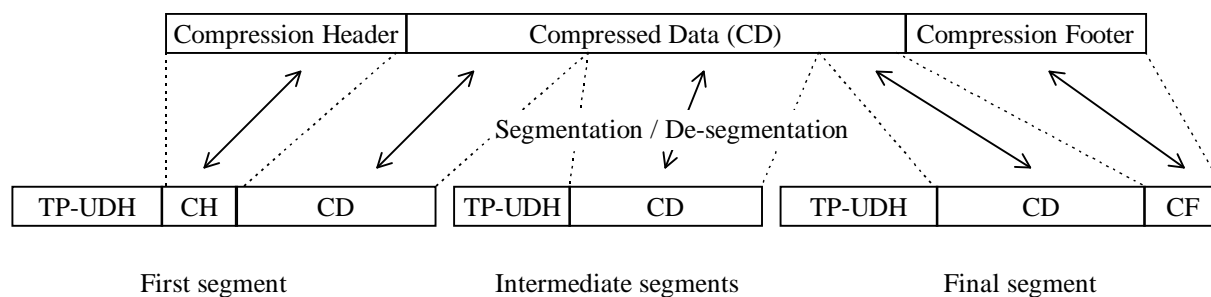 Compression Header Compressed Data (CD) Compression Footer
Segmentation / De-segmentation
TP-UDH CH CD TP-UDH CD TP-UDH CD CF
First segment Intermediate segments Final segment